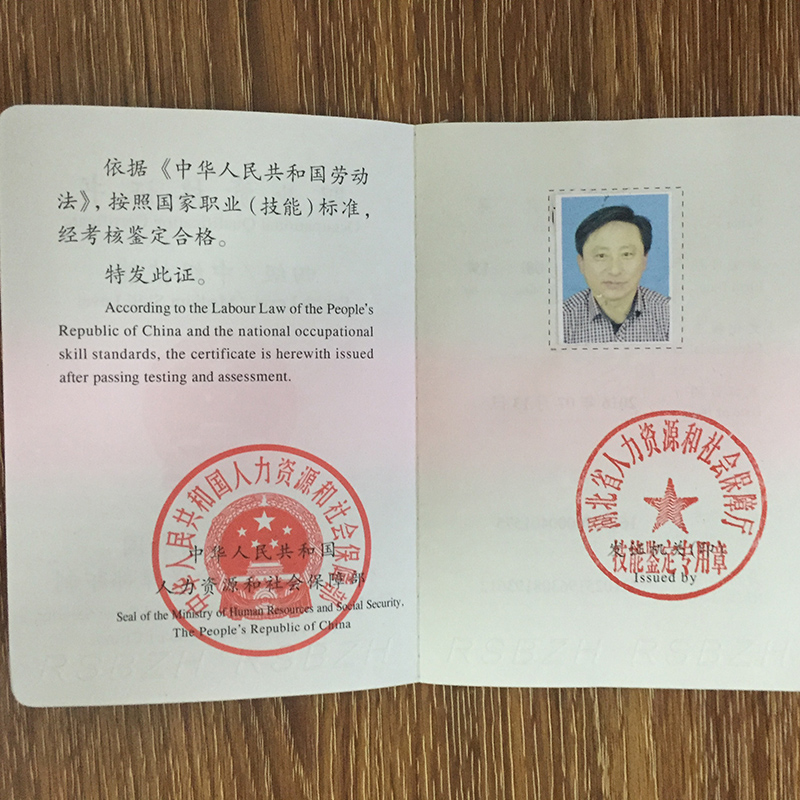 依据《中华人民共和国劳动
法》，按照国家职业（技能）标准，
经考核鉴定合格。
特发此证。
According to the Labour Law of the People's
Republic of China and the national occupational
skill standards, the certificate is herewith issued
after passing testing and assessment.
中华人民共和国人力资源和社会保障部
中华人民共和国
人力资源和社会保障部
Seal of the Ministry of Human Resources and Social Security,
The People's Republic of China
RSBZH RSBZH
湖北省人力资源和社会保障厅
技能鉴定专用章
Issued by
RSBZH RSBZH